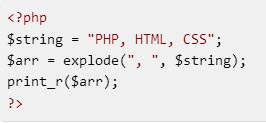 <?php
$string = "PHP, HTML, CSS";
$arr = explode(", ", $string);
print_r($arr);
?>